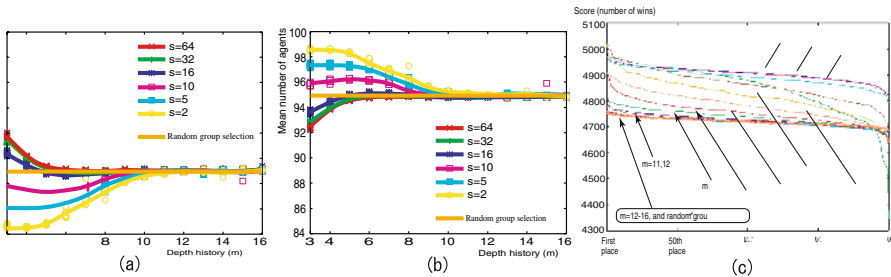 s=64
s=32
s=16
s=10
s=5
s=2
Random group selection
6
8
10
12
14
16
Depth history (m)
(a)
Mean number of agents
100
98
96
94
92
90
88
86
84
s=64
s=32
s=16
s=10
s=5
s=2
Random group selection
3
4
6
8
10
12
14
16
Depth history (m)
(b)
Score (number of wins)
5100
5000
4900
4800
4700
4600
4500
4400
4300
m=11,12
m
m=12-16, and random grou
First place
50th place
(c)